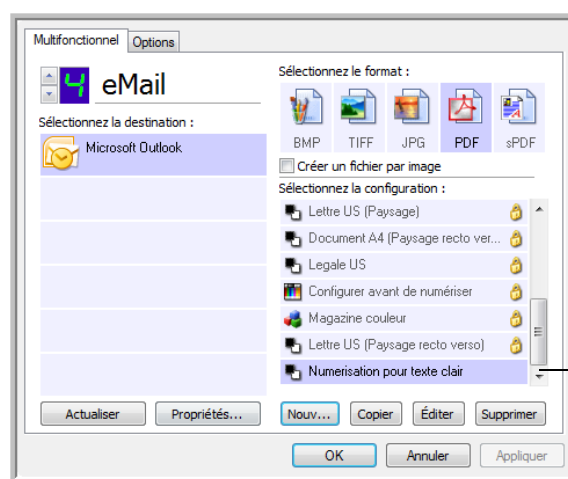 Multifonctionnel Options
4 eMail
Sélectionnez la destination :
Microsoft Outlook
Sélectionnez le format :
BMP TIFF JPG PDF sPDF
Créer un fichier par image
Sélectionnez la configuration :
Lettre US (Paysage)
Document A4 (Paysage recto ver...
Legale US
Configurer avant de numériser
Magazine couleur
Lettre US (Paysage recto verso)
Numerisation pour texte clair
Actualiser Propriétés... Nouv... Copier Éditer Supprimer
OK Annuler Appliquer